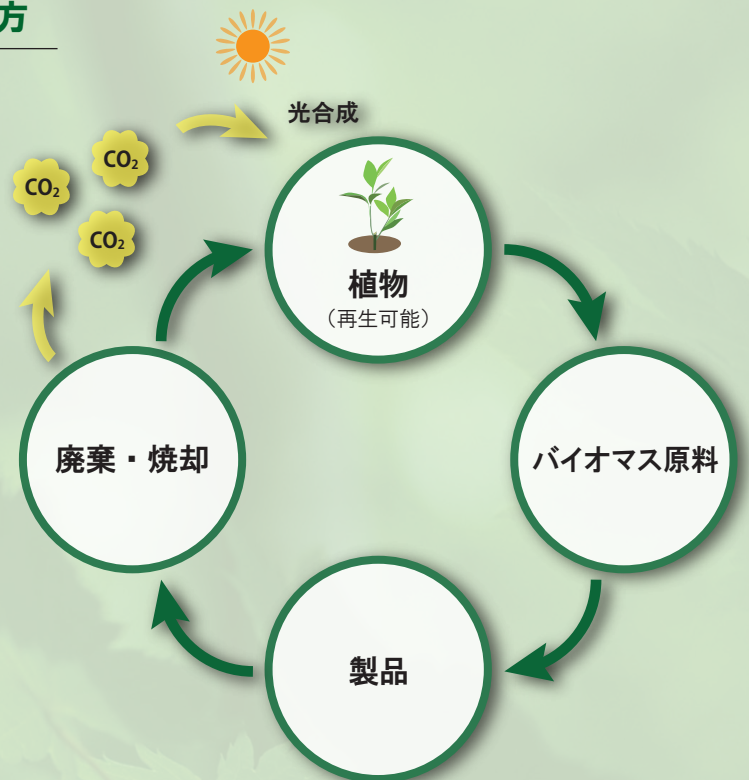 方
光合成
CO₂
CO₂
CO₂
植物
（再生可能）
廃棄・焼却
バイオマス原料
製品